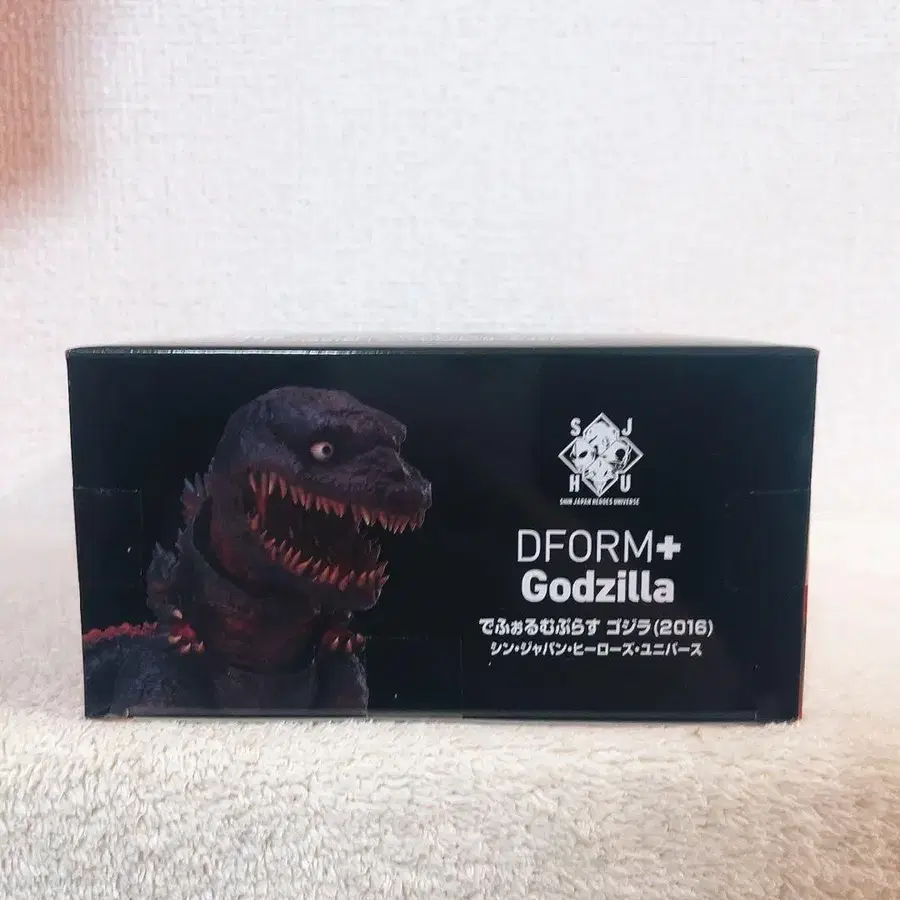 S J
H U
SHIN JAPAN HEROES UNIVERSE
DFORM+
Godzilla
でふぉるむぷらす ゴジラ(2016)
シン・ジャパン・ヒーローズ・ユニバース